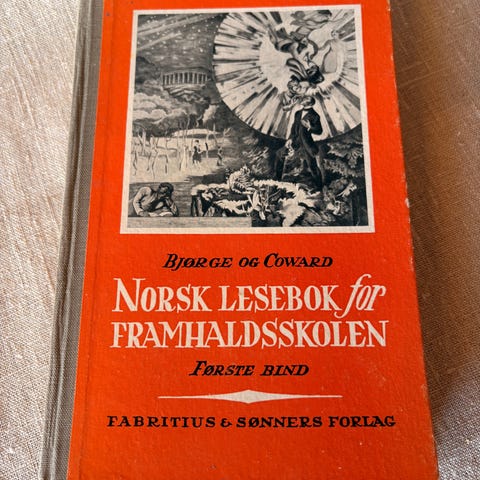 BJØRGE OG COWARD
NORSK LESEBOK for
FRAMHALDSSKOLEN
FØRSTE BIND
FABRITIUS & SØNNERS FORLAG